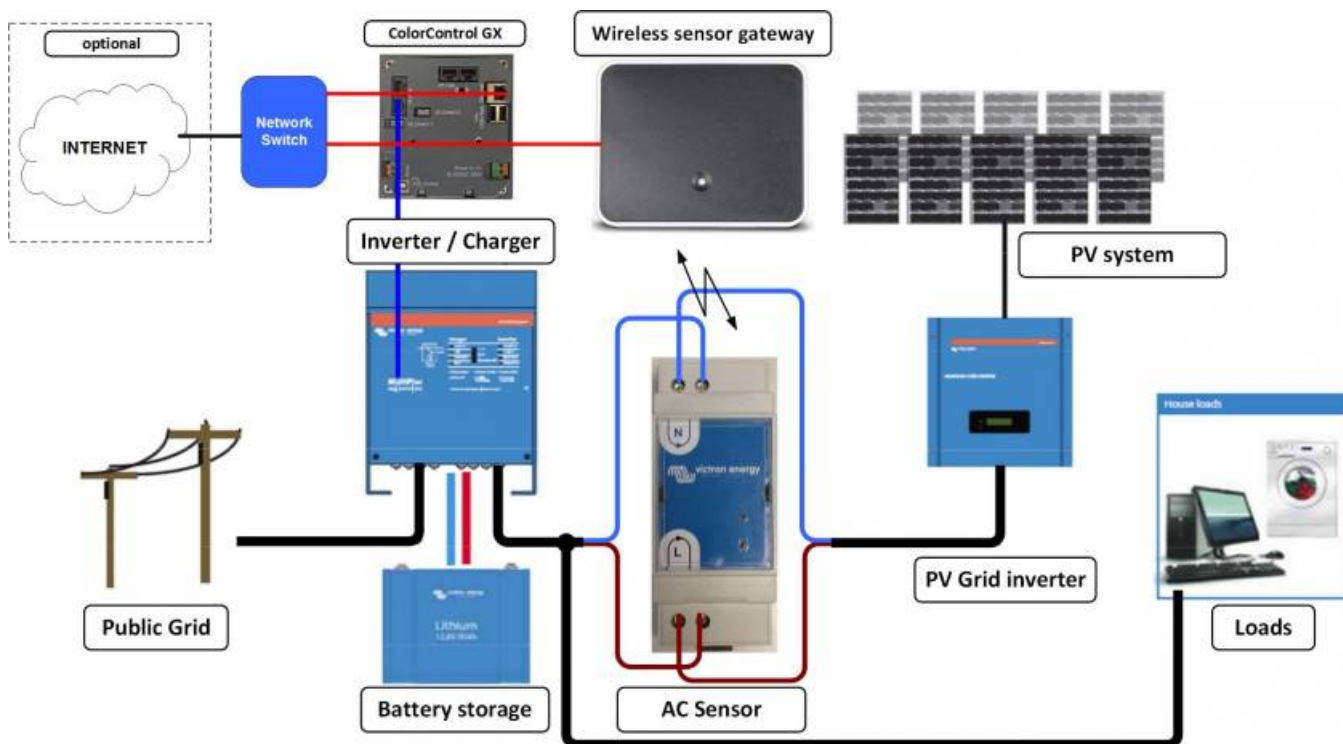 optional
ColorControl GX
Wireless sensor gateway
INTERNET
Network
Switch
Inverter / Charger
PV system
House loads
N
victron energy
L
PV Grid inverter
Public Grid
Lithium
Loads
Battery storage
AC Sensor